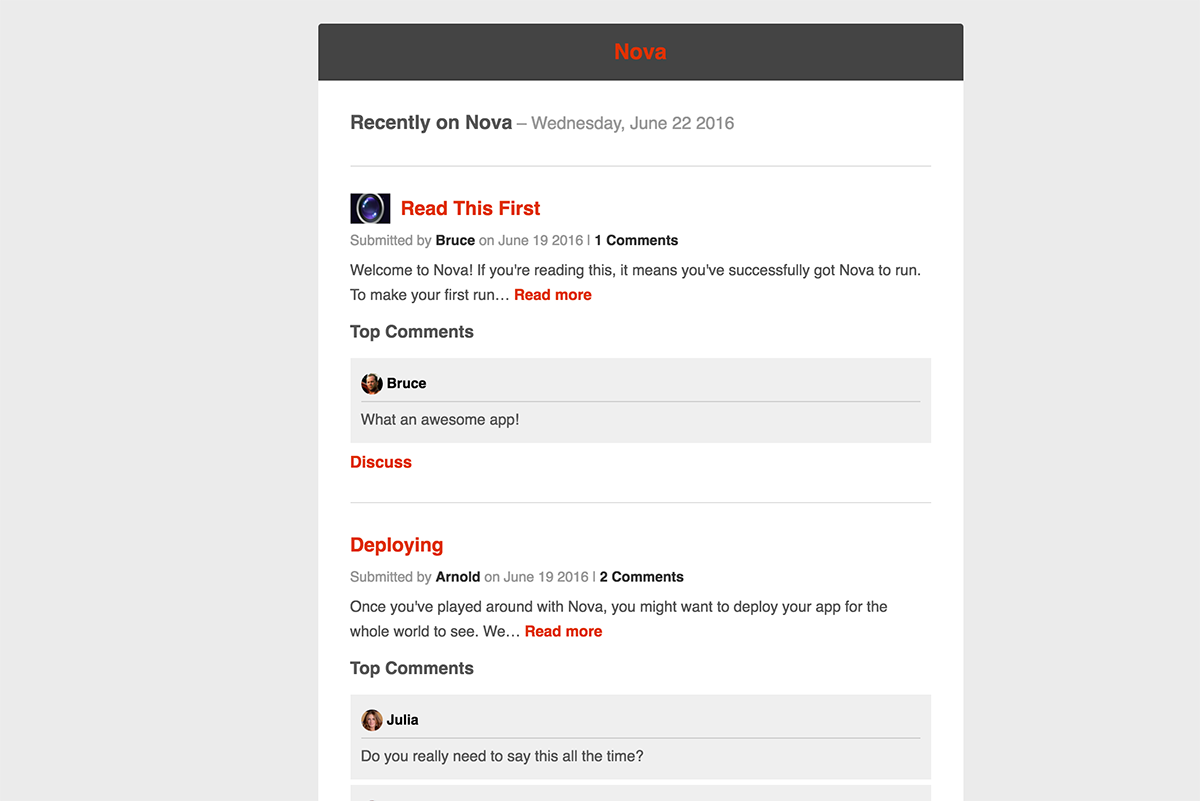 Nova
Recently on Nova – Wednesday, June 22 2016
Read This First
Submitted by Bruce on June 19 2016 | 1 Comments
Welcome to Nova! If you're reading this, it means you've successfully got Nova to run.
To make your first run… Read more
Top Comments
Bruce
What an awesome app!
Discuss
Deploying
Submitted by Arnold on June 19 2016 | 2 Comments
Once you've played around with Nova, you might want to deploy your app for the
whole world to see. We… Read more
Top Comments
Julia
Do you really need to say this all the time?